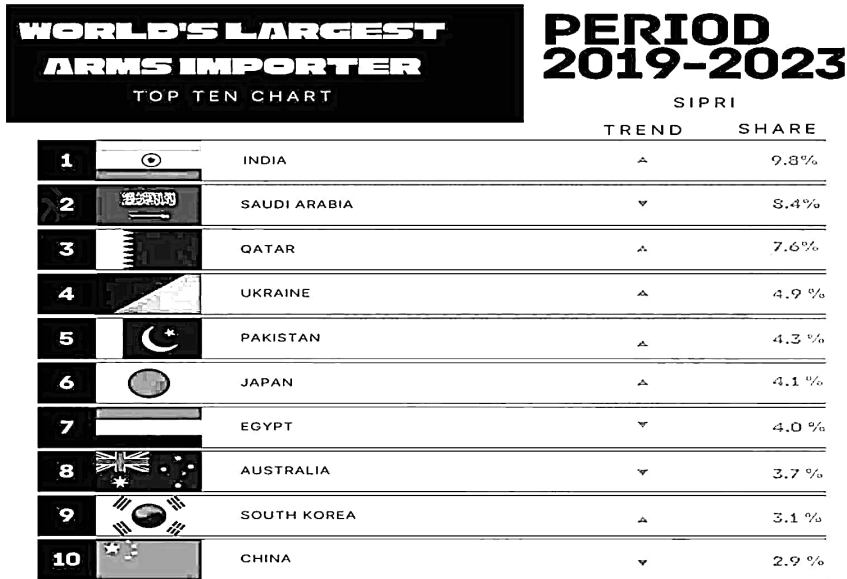 WORLD'S LARGEST
ARMS IMPORTER
TOP TEN CHART
PERIOD
2019-2023
SIPRI
TREND SHARE
1 INDIA 9.8%
2 SAUDI ARABIA 8.4%
3 QATAR 7.6%
4 UKRAINE 4.9 %
5 PAKISTAN 4.3 %
6 JAPAN 4.1 %
7 EGYPT 4.0 %
8 AUSTRALIA 3.7 %
9 SOUTH KOREA 3.1 %
10 CHINA 2.9 %